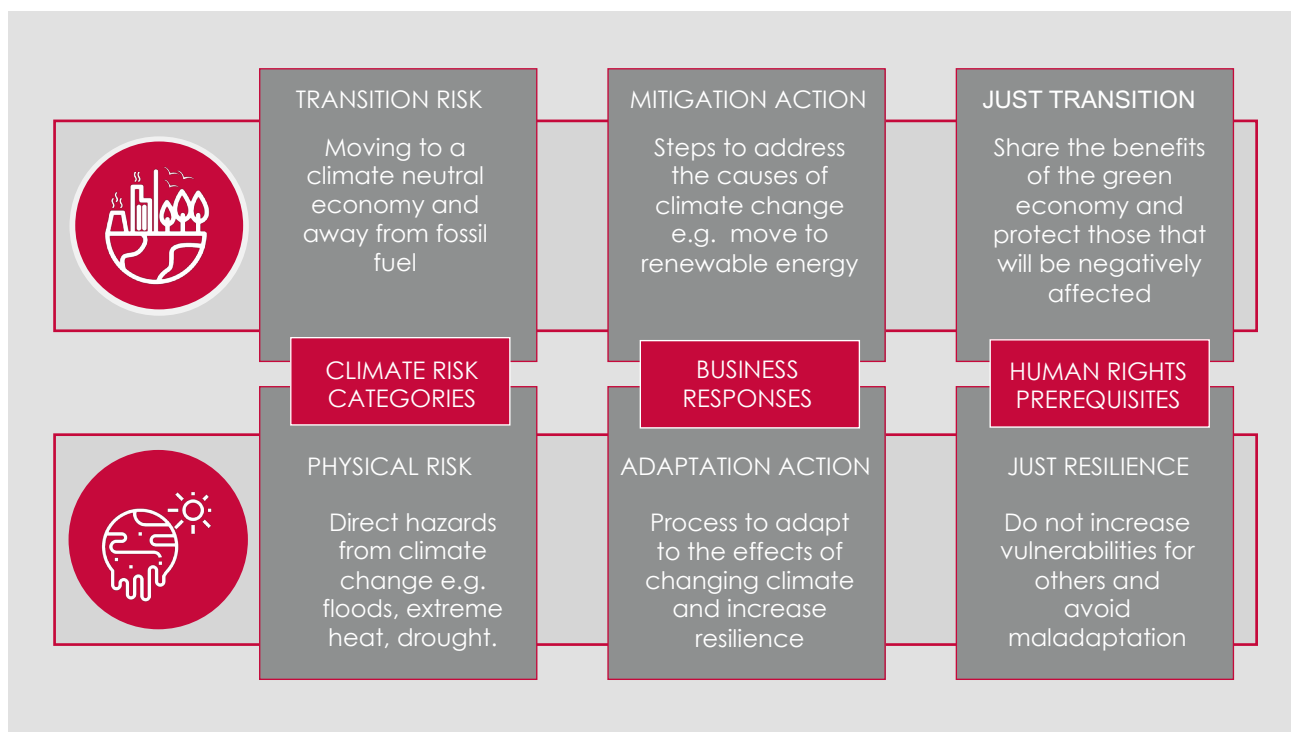 TRANSITION RISK
Moving to a
climate neutral
economy and
away from fossil
fuel
MITIGATION ACTION
Steps to address
the causes of
climate change
e.g. move to
renewable energy
JUST TRANSITION
Share the benefits
of the green
economy and
protect those that
will be negatively
affected
CLIMATE RISK
CATEGORIES
BUSINESS
RESPONSES
HUMAN RIGHTS
PREREQUISITES
PHYSICAL RISK
Direct hazards
from climate
change e.g.
floods, extreme
heat, drought.
ADAPTATION ACTION
Process to adapt
to the effects of
changing climate
and increase
resilience
JUST RESILIENCE
Do not increase
vulnerabilities for
others and
avoid
maladaptation